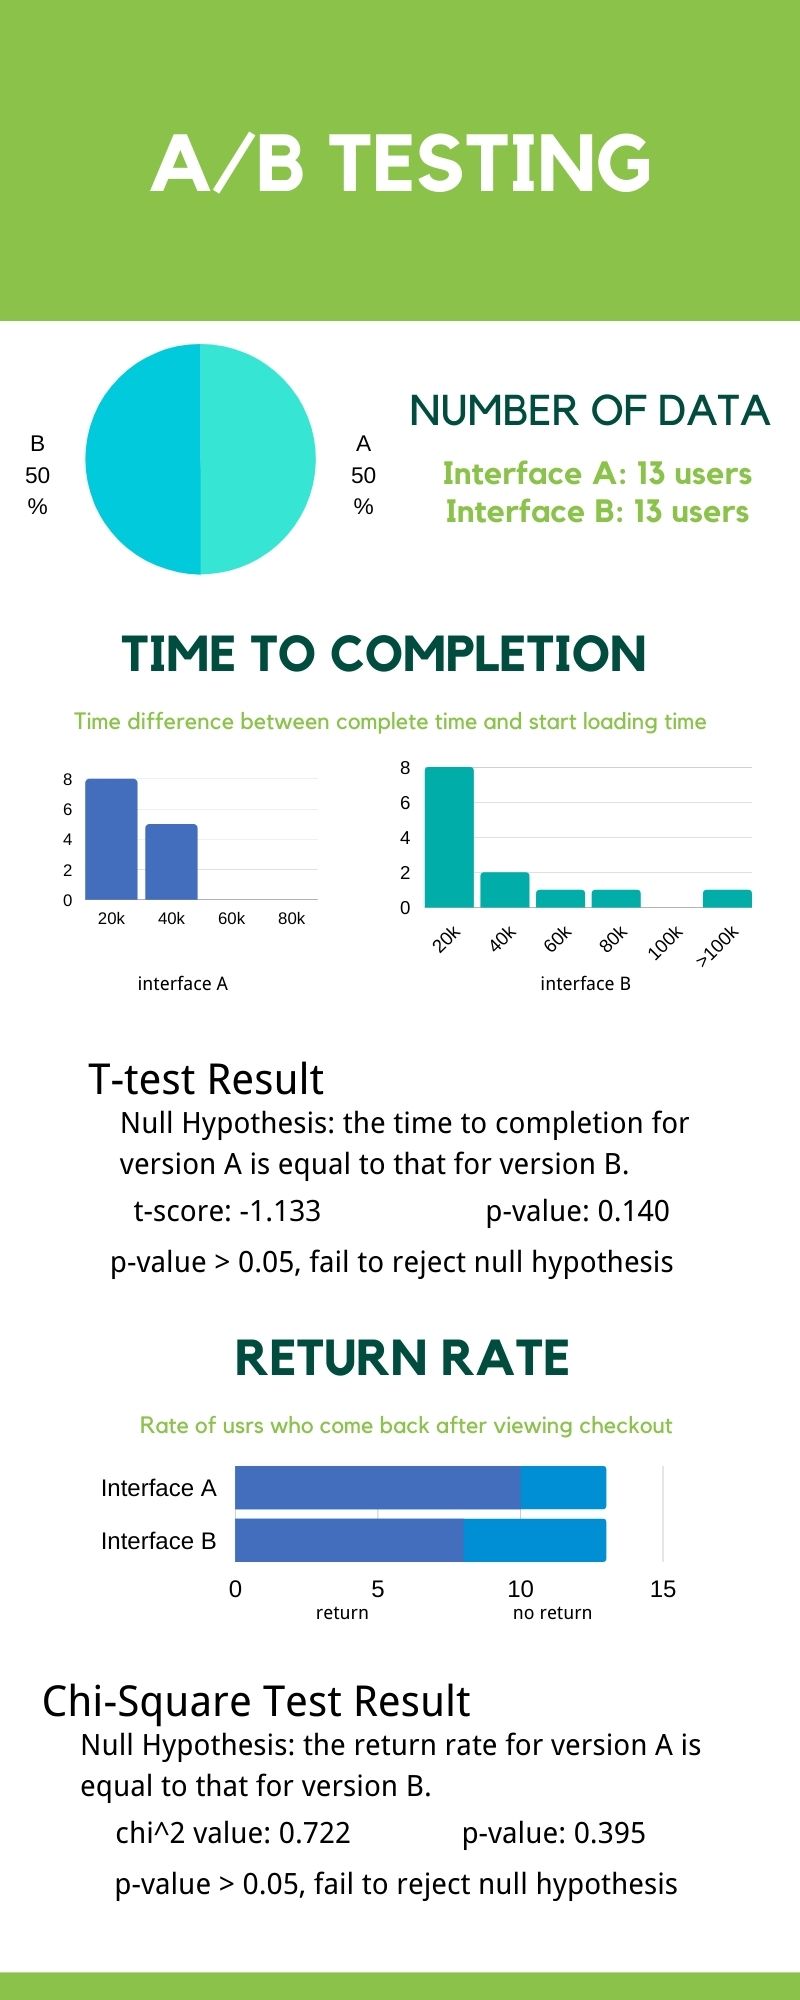 A/B TESTING
B
50
%
A
50
%
NUMBER OF DATA
Interface A: 13 users
Interface B: 13 users
TIME TO COMPLETION
Time difference between complete time and start loading time
8
6
4
2
0
20k 40k 60k 80k
interface A
8
6
4
2
0
20k 40k 60k 80k 100k >100k
interface B
T-test Result
Null Hypothesis: the time to completion for
version A is equal to that for version B.
t-score: -1.133 p-value: 0.140
p-value > 0.05, fail to reject null hypothesis
RETURN RATE
Rate of usrs who come back after viewing checkout
Interface A
Interface B
0 5 10 15
return no return
Chi-Square Test Result
Null Hypothesis: the return rate for version A is
equal to that for version B.
chi^2 value: 0.722 p-value: 0.395
p-value > 0.05, fail to reject null hypothesis